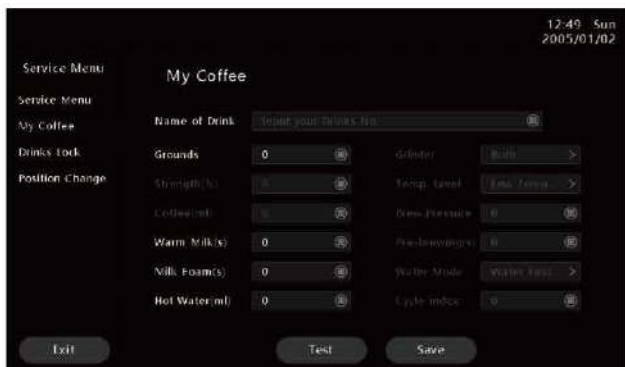 12:49 Sun
2005/01/02
Service Menu
My Coffee
Service Menu
My Coffee
Drinks Lock
Position Change
Name of Drink Input your Drinks
Grounds 0 Grinder Both >
Strength(%) 0 Temp. Level >
Coffee(ml) 0 Brew Pressure 0
Warm Milk(s) 0 Pre-brewing(s) 0
Milk Foam(s) 0 Water Mode Water >
Hot Water(ml) 0 Cycle index 0
Exit
Test
Save